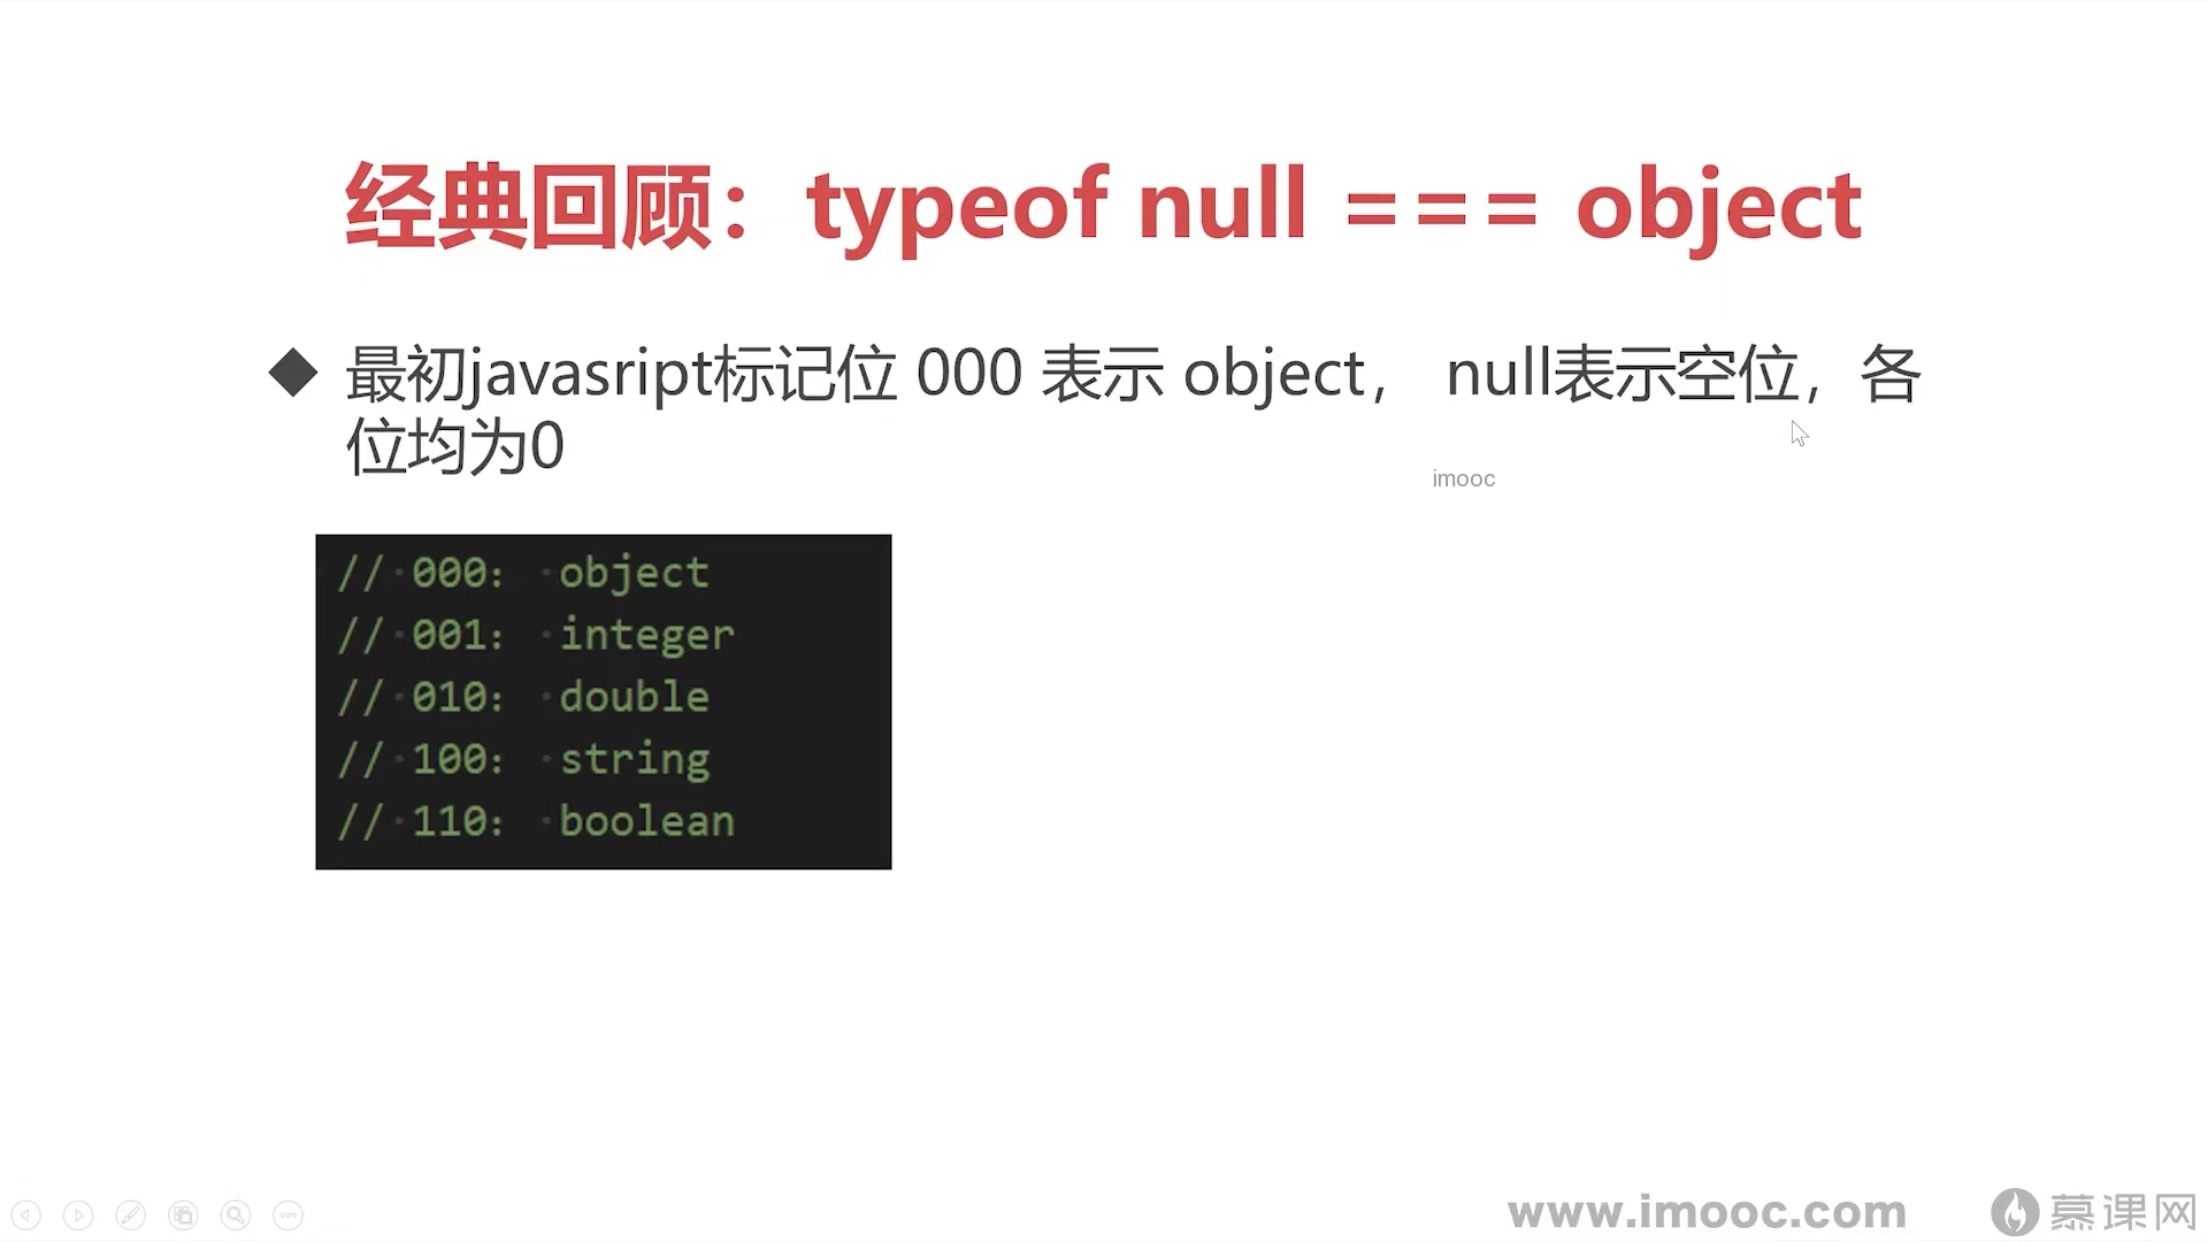 经典回顾：typeof null === object
最初javasript标记位 000 表示 object， null表示空位，各
位均为0
imooc
// 000： object
// 001： integer
// 010： double
// 100： string
// 110： boolean
www.imooc.com 慕课网